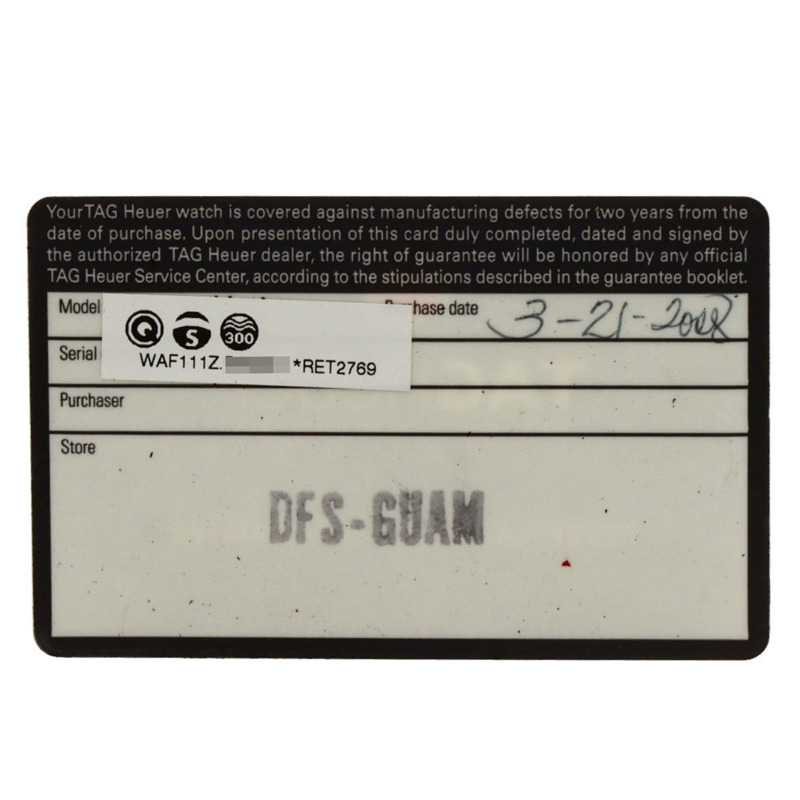 YourTAG Heuer watch is covered against manufacturing defects for two years from the
date of purchase. Upon presentation of this card duly completed, dated and signed by
the authorized TAG Heuer dealer, the right of guarantee will be honored by any official
TAG Heuer Service Center, according to the stipulations described in the guarantee booklet.
Model
Purchase date 3-21-2008
Q S 300
Serial
WAF111Z. *RET2769
Purchaser
Store
DFS-GUAM